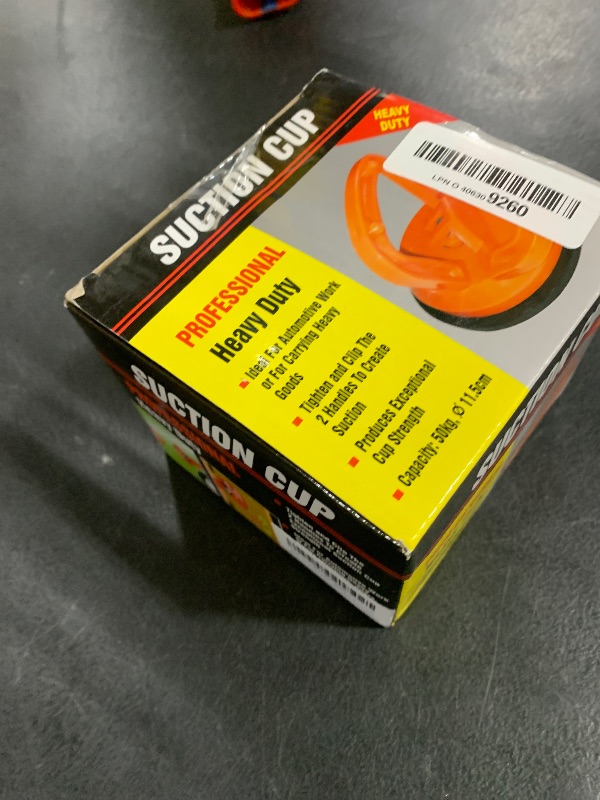 SUCTION CUP
HEAVY
DUTY
LPN O 40630 9260
PROFESSIONAL
Heavy Duty
Ideal For Automotive Work
or For Carrying Heavy
Goods
Tighten and Clip The
2 Handles To Create
Suction
Produces Exceptional
Cup Strength
Capacity: 50kg, Ø 11.5cm
SUCTION CUP
SUCTION